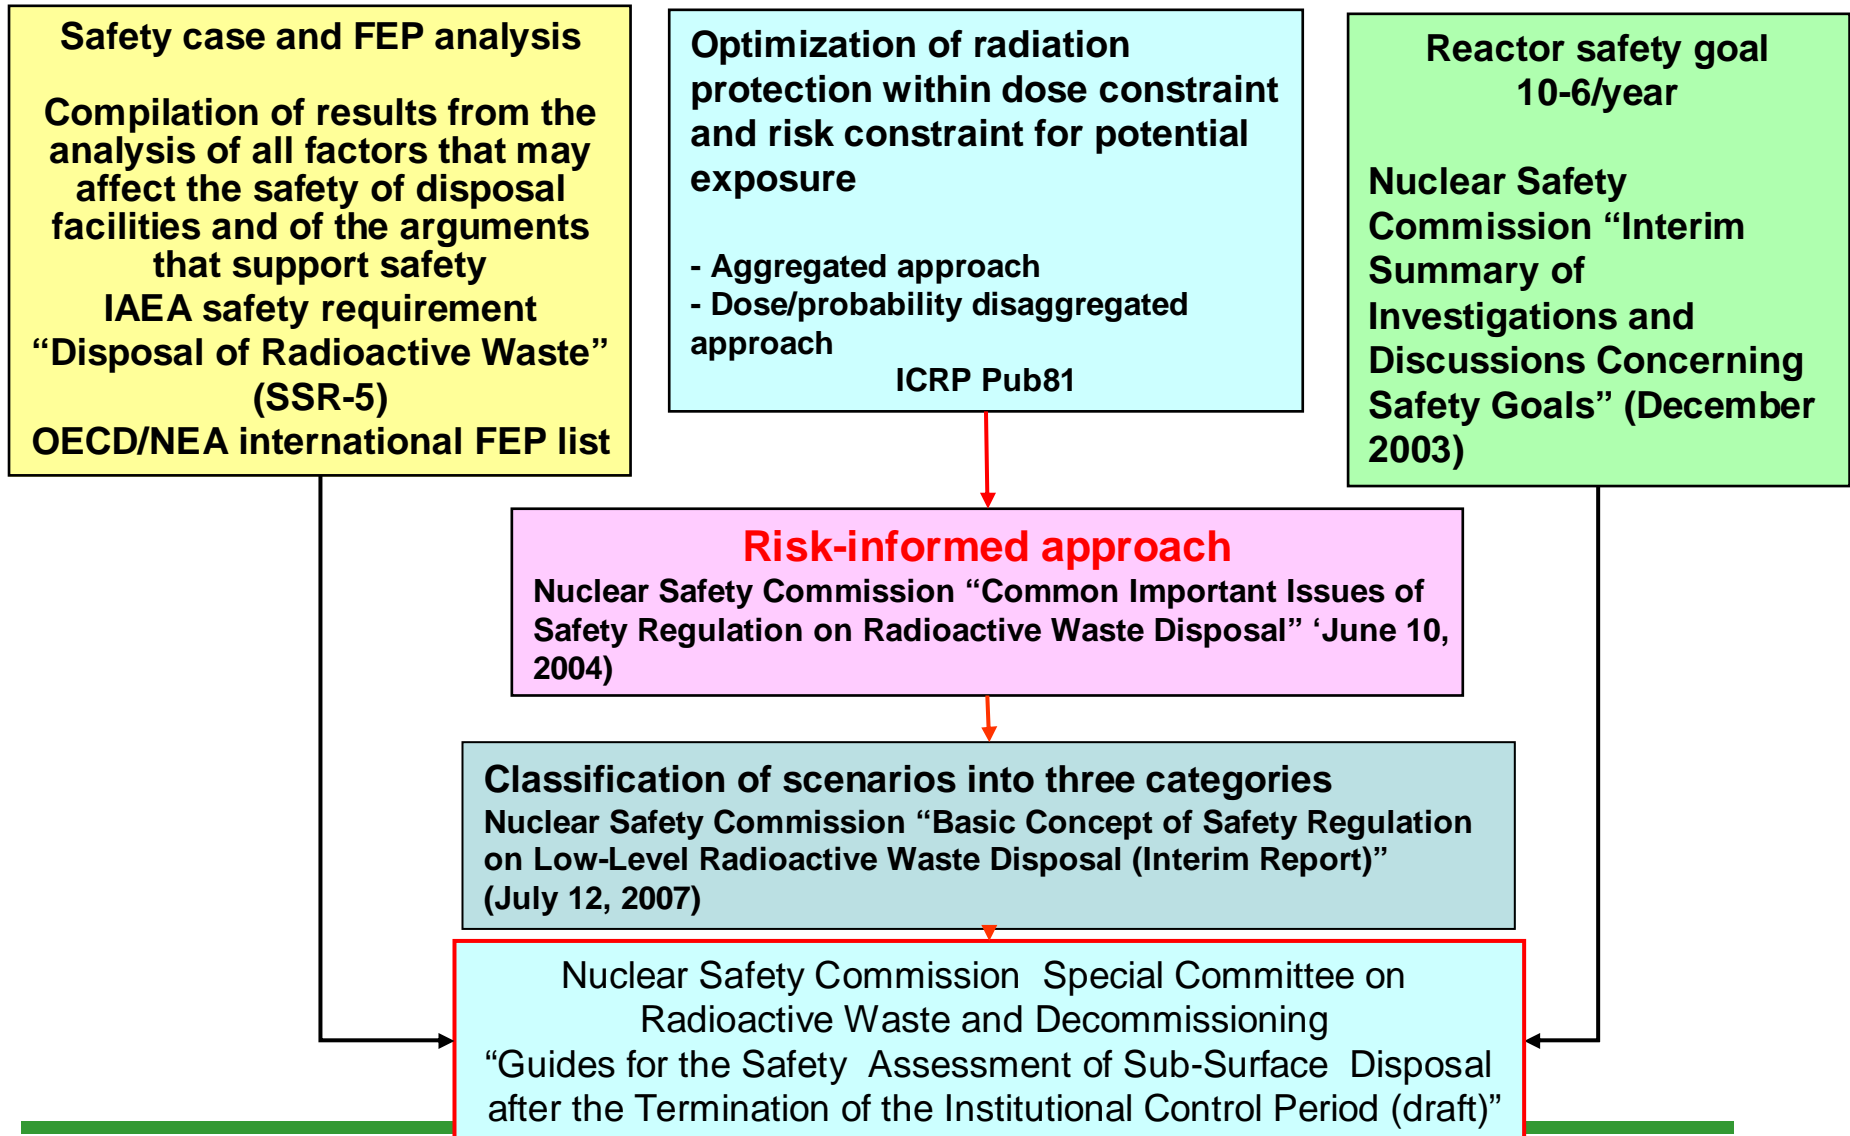 Safety case and FEP analysis
Compilation of results from the
analysis of all factors that may
affect the safety of disposal
facilities and of the arguments
that support safety
IAEA safety requirement
“Disposal of Radioactive Waste”
(SSR-5)
OECD/NEA international FEP list
Optimization of radiation
protection within dose constraint
and risk constraint for potential
exposure
- Aggregated approach
- Dose/probability disaggregated
approach
ICRP Pub81
Reactor safety goal
10-6/year
Nuclear Safety
Commission “Interim
Summary of
Investigations and
Discussions Concerning
Safety Goals” (December
2003)
Risk-informed approach
Nuclear Safety Commission “Common Important Issues of
Safety Regulation on Radioactive Waste Disposal” ‘June 10,
2004)
Classification of scenarios into three categories
Nuclear Safety Commission “Basic Concept of Safety Regulation
on Low-Level Radioactive Waste Disposal (Interim Report)”
(July 12, 2007)
Nuclear Safety Commission  Special Committee on
Radioactive Waste and Decommissioning
“Guides for the Safety  Assessment of Sub-Surface  Disposal
after the Termination of the Institutional Control Period (draft)”